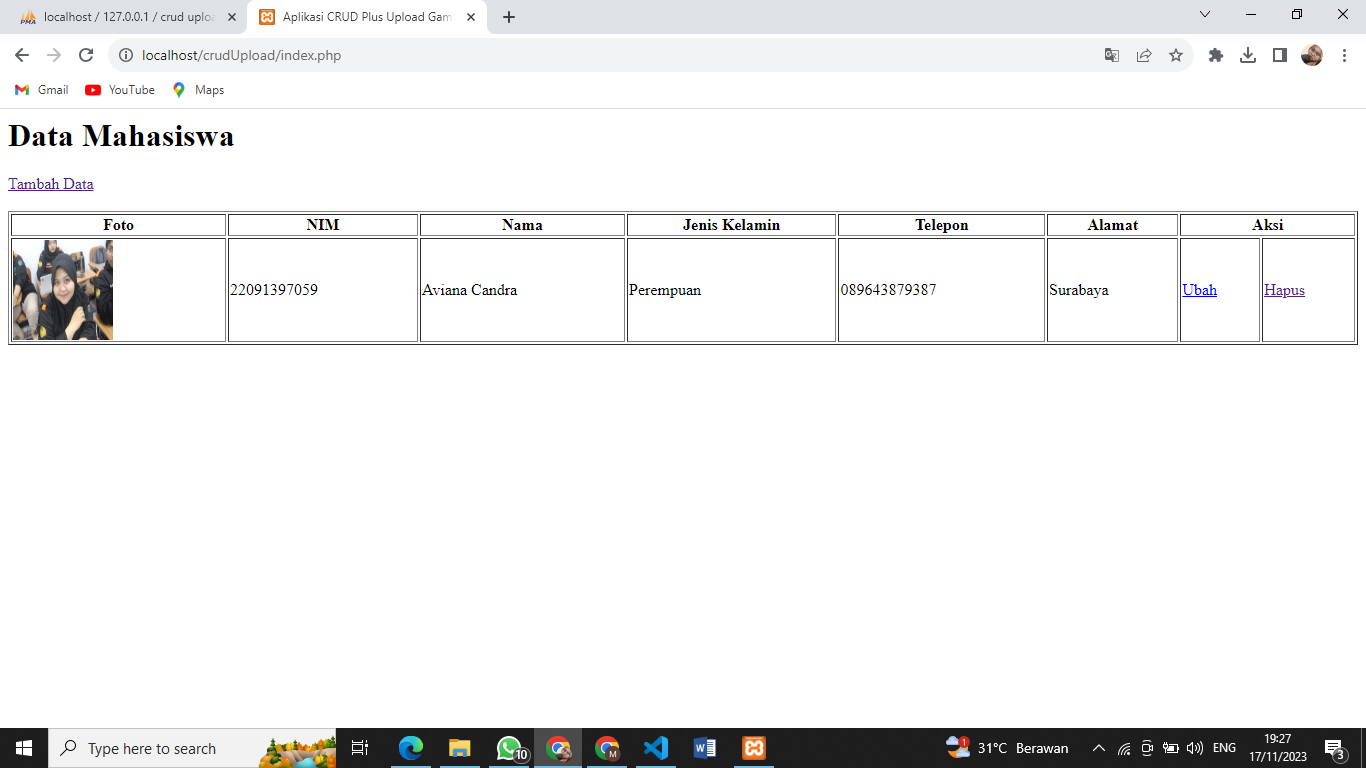 localhost / 127.0.0.1 / crud uploa
Aplikasi CRUD Plus Upload Gam
localhost/crudUpload/index.php
Gmail YouTube Maps
Data Mahasiswa
Tambah Data
Foto NIM Nama Jenis Kelamin Telepon Alamat Aksi
22091397059 Aviana Candra Perempuan 089643879387 Surabaya Ubah Hapus
Type here to search 10 M 1 31°C Berawan ENG
19:27
17/11/2023
3